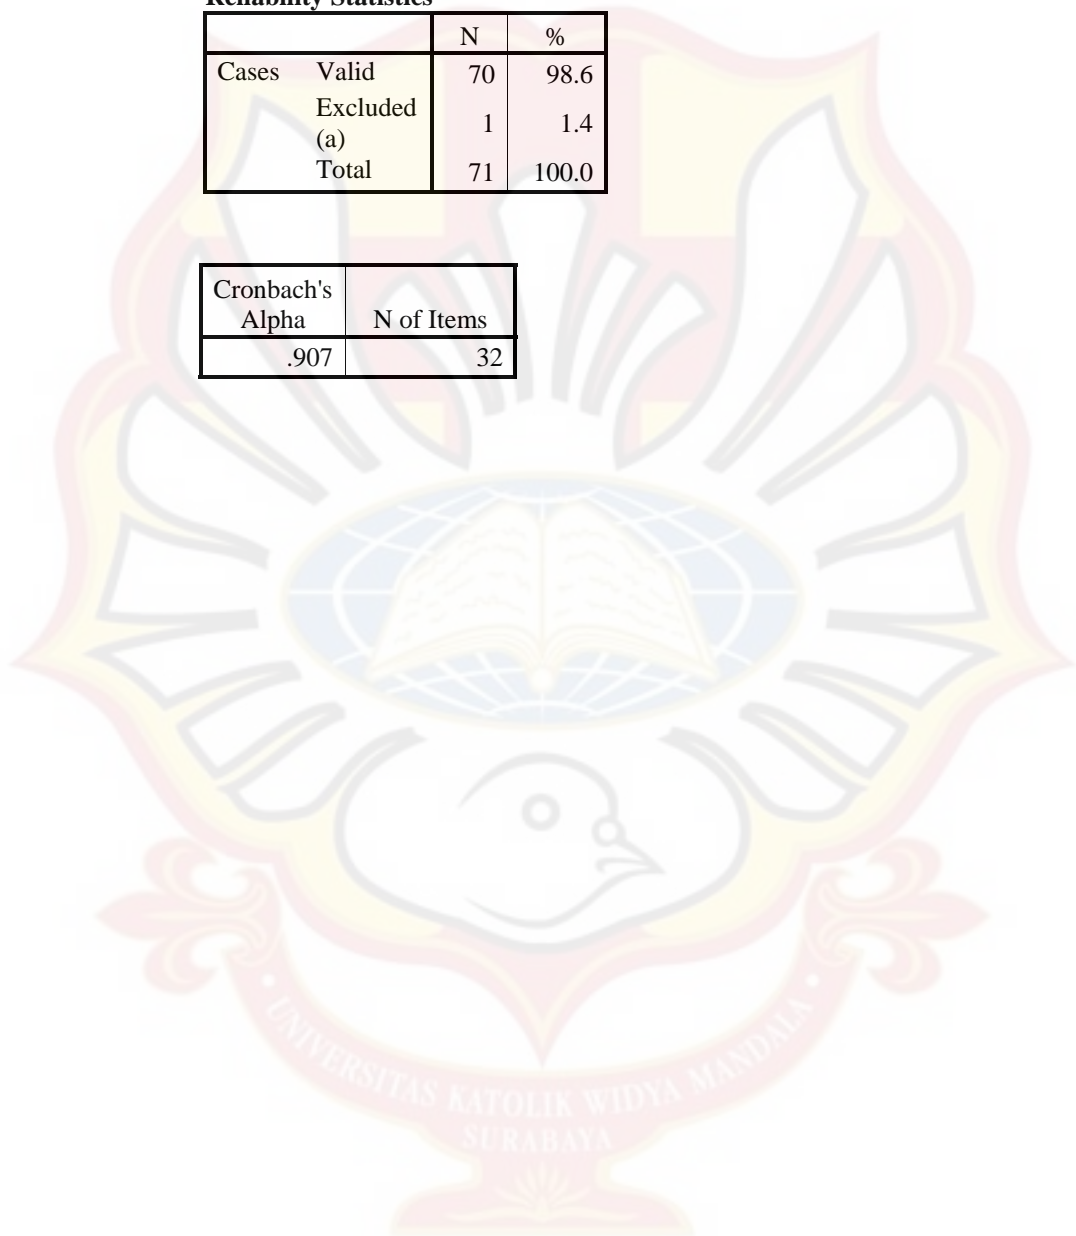 Reliability Statistics
N %
Cases Valid 70 98.6
Excluded
(a) 1 1.4
Total 71 100.0
Cronbach's
Alpha N of Items
.907 32
UNIVERSITAS KATOLIK WIDYA MANDALA
SURABAYA